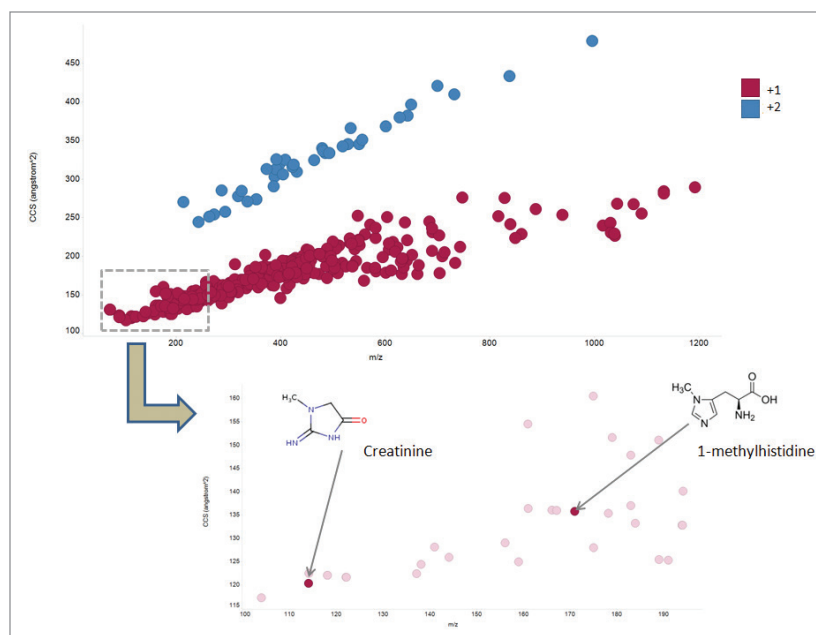 450
400
350
300
250
200
150
100
CCS (angstrom^2)
200
400
600
800
1000
1200
m/z
+1
+2
160
155
150
145
140
135
130
125
120
115
CCS (angstrom^2)
100
110
120
130
140
150
160
170
180
190
m/z
CH₃
N
O
HN
NH
Creatinine
H₃C
N
N
O
OH
NH₂
1-methylhistidine